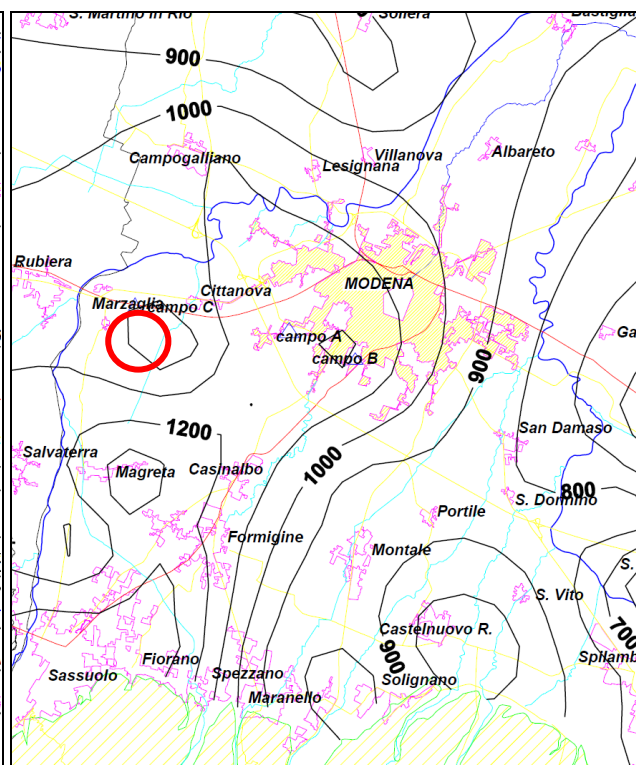 S. Martino in Rio
Soliera
Bastiglia
900
1000
Campogalliano
Villanova
Lesignana
Albareto
Rubiera
Cittanova
MODENA
Marzaglia
campo C
campo A
campo B
Ga
900
1200
1000
San Damaso
Salvaterra
Magreta
Casinalbo
800
S. Donnino
Portile
Formigine
Montale
S.
S. Vito
Castelnuovo R.
700
900
Fiorano
Spilamb
Sassuolo
Spezzano
Solignano
Maranello